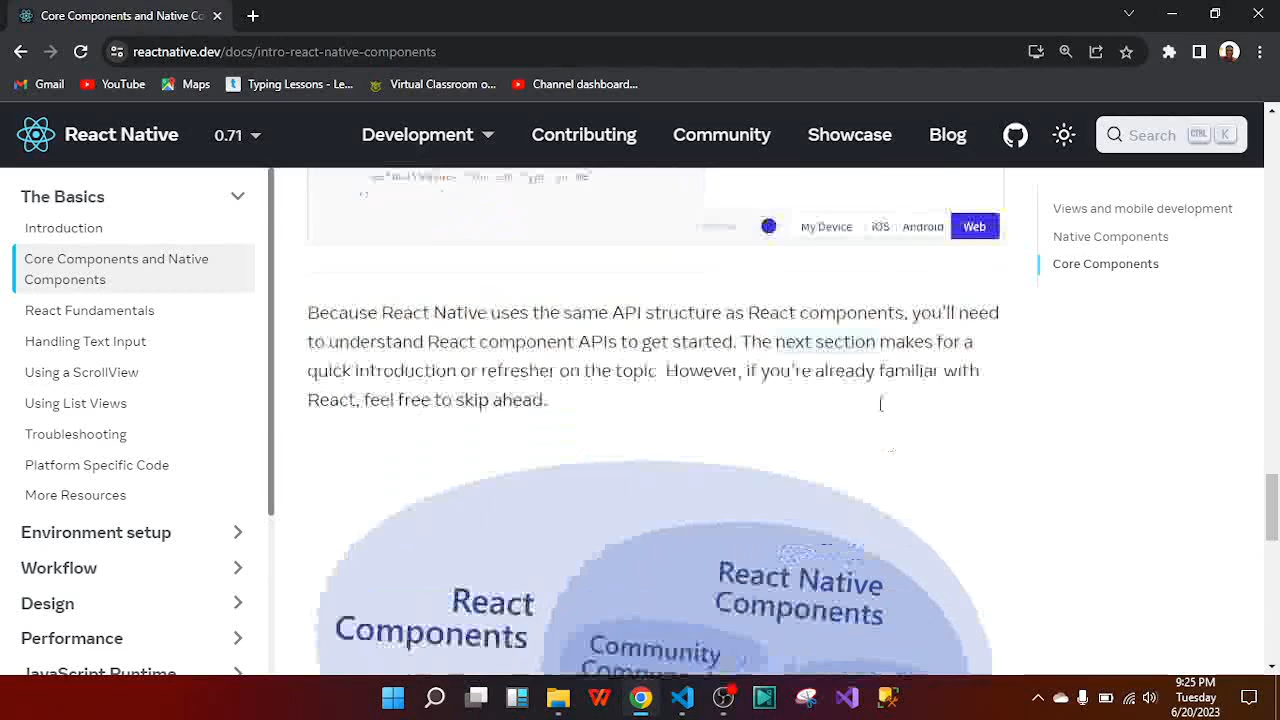 Core Components and Native Co
reactnative.dev/docs/intro-react-native-components
Gmail
YouTube
Maps
Typing Lessons - Le...
Virtual Classroom o...
Channel dashboard...
React Native
0.71
Development
Contributing
Community
Showcase
Blog
Search
CTRL
K
The Basics
Introduction
Core Components and Native
Components
React Fundamentals
Handling Text Input
Using a ScrollView
Using List Views
Troubleshooting
Platform Specific Code
More Resources
Environment setup
Workflow
Design
Performance
JavaScript Runtime
My Device
iOS
Android
Web
Because React Native uses the same API structure as React components, you'll need
to understand React component APIs to get started. The next section makes for a
quick introduction or refresher on the topic. However, if you're already familiar with
React, feel free to skip ahead.
React
Components
React Native
Components
Community
Views and mobile development
Native Components
Core Components
9:25 PM
Tuesday
6/20/2023